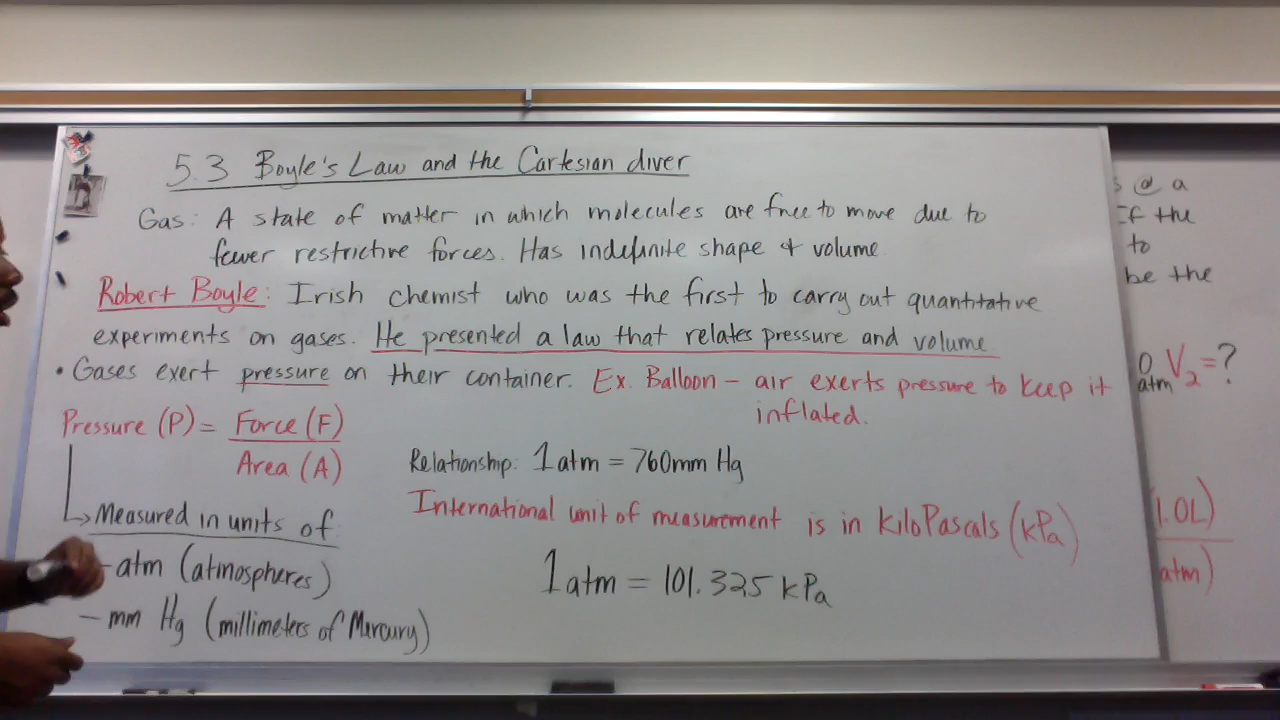 5.3 Boyle's Law and the Cartesian diver
Gas: A state of matter in which molecules are free to move due to
fewer restrictive forces. Has indefinite shape & volume
Robert Boyle: Irish chemist who was the first to carry out quantitative
experiments on gases. He presented a law that relates pressure and volume
• Gases exert pressure on their container. Ex. Balloon - air exerts pressure to keep it
inflated.
Pressure (P) = Force (F)
Area (A)
Relationship: 1 atm = 760mm Hg
International unit of measurement is in kiloPascals (kPa)
1 atm = 101.325 kPa
Measured in units of
- atm (atmospheres)
- mm Hg (millimeters of Mercury)
@ a
If the
to
be the
0 atm V2 = ?
1.0L)
atm)